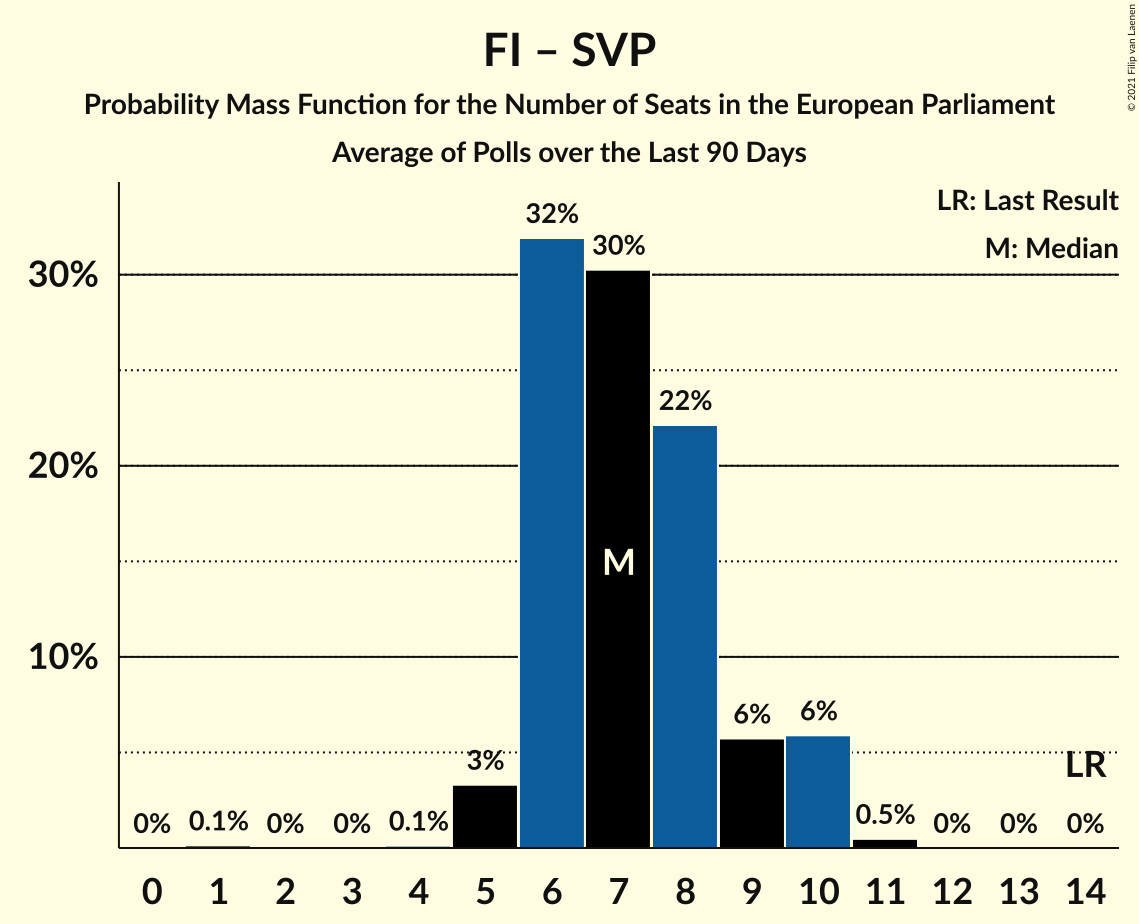 FI – SVP
Probability Mass Function for the Number of Seats in the European Parliament
Average of Polls over the Last 90 Days
© 2021 Filip van Laenen
LR: Last Result
M: Median
30%
20%
10%
0%
0.1%
0%
0%
0.1%
3%
32%
30%
22%
6%
6%
0.5%
0%
0%
0%
M
LR
0 1 2 3 4 5 6 7 8 9 10 11 12 13 14